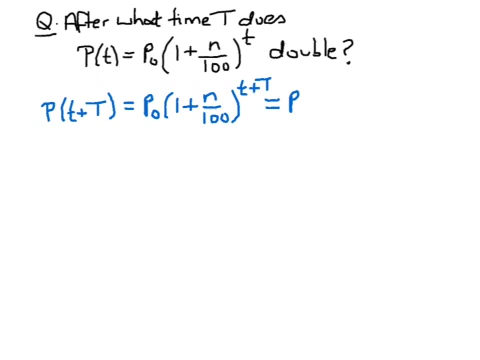 Q. After what time T does
P(t) = P₀(1 + n/100)^t double?
P(t+T) = P₀(1 + n/100)^(t+T) = P